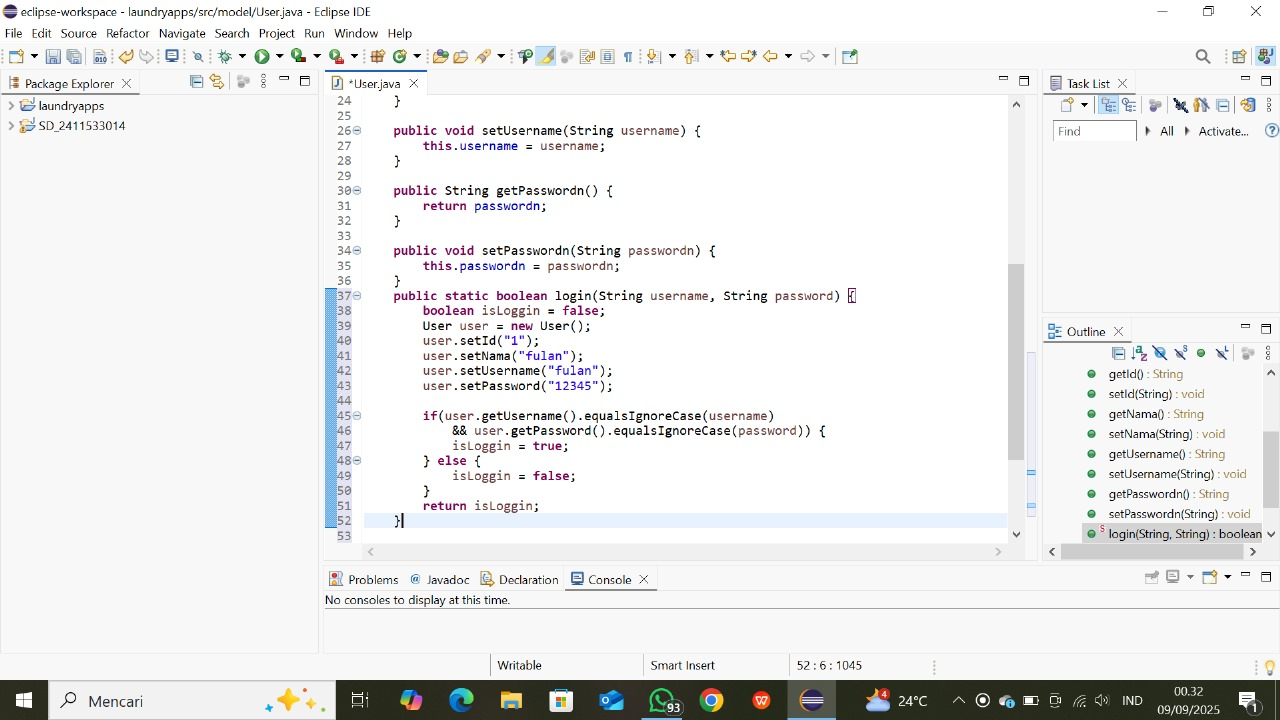 eclipse-workspace - laundryapps/src/model/User.java - Eclipse IDE
File Edit Source Refactor Navigate Search Project Run Window Help
Package Explorer
laundryapps
SD_2411533014
*User.java
24 }
25
26 public void setUsername(String username) {
27 this.username = username;
28 }
29
30 public String getPasswordn() {
31 return passwordn;
32 }
33
34 public void setPasswordn(String passwordn) {
35 this.passwordn = passwordn;
36 }
37 public static boolean login(String username, String password) {
38 boolean isLoggin = false;
39 User user = new User();
40 user.setId("1");
41 user.setNama("fulan");
42 user.setUsername("fulan");
43 user.setPassword("12345");
44
45 if(user.getUsername().equalsIgnoreCase(username)
46 && user.getPassword().equalsIgnoreCase(password)) {
47 isLoggin = true;
48 } else {
49 isLoggin = false;
50 }
51 return isLoggin;
52 }
53
Task List
Find All Activate...
Outline
getId() : String
setId(String) : void
getNama() : String
setNama(String) : void
getUsername() : String
setUsername(String) : void
getPasswordn() : String
setPasswordn(String) : void
login(String, String) : boolean
Problems Javadoc Declaration Console
No consoles to display at this time.
Writable Smart Insert 52 : 6 : 1045
Mencari
93
4
24°C
IND
00.32
09/09/2025
1